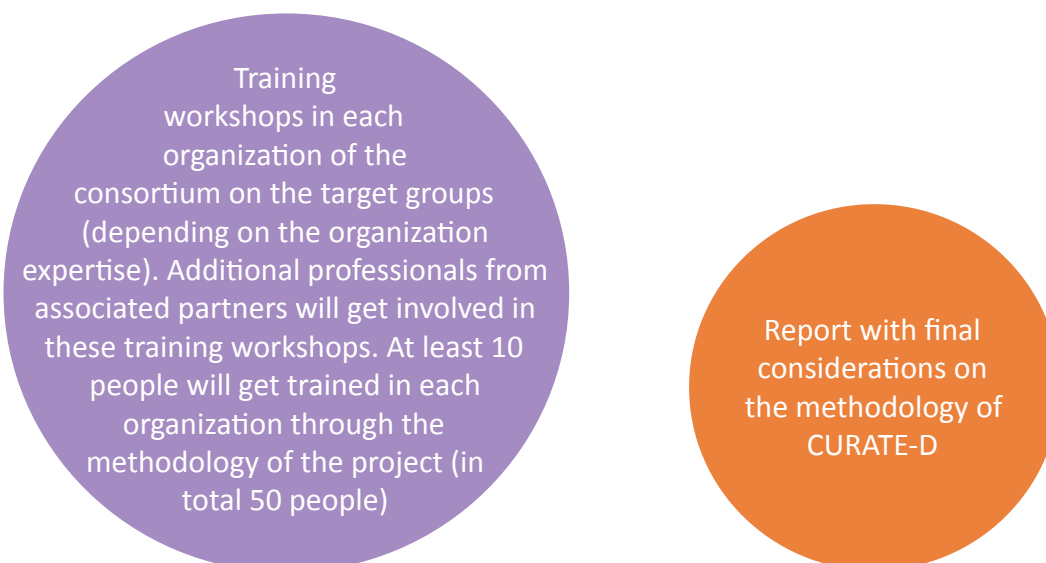 Training
workshops in each
organization of the
consortium on the target groups
(depending on the organization
expertise). Additional professionals from
associated partners will get involved in
these training workshops. At least 10
people will get trained in each
organization through the
methodology of the project (in
total 50 people)
Report with final
considerations on
the methodology of
CURATE-D